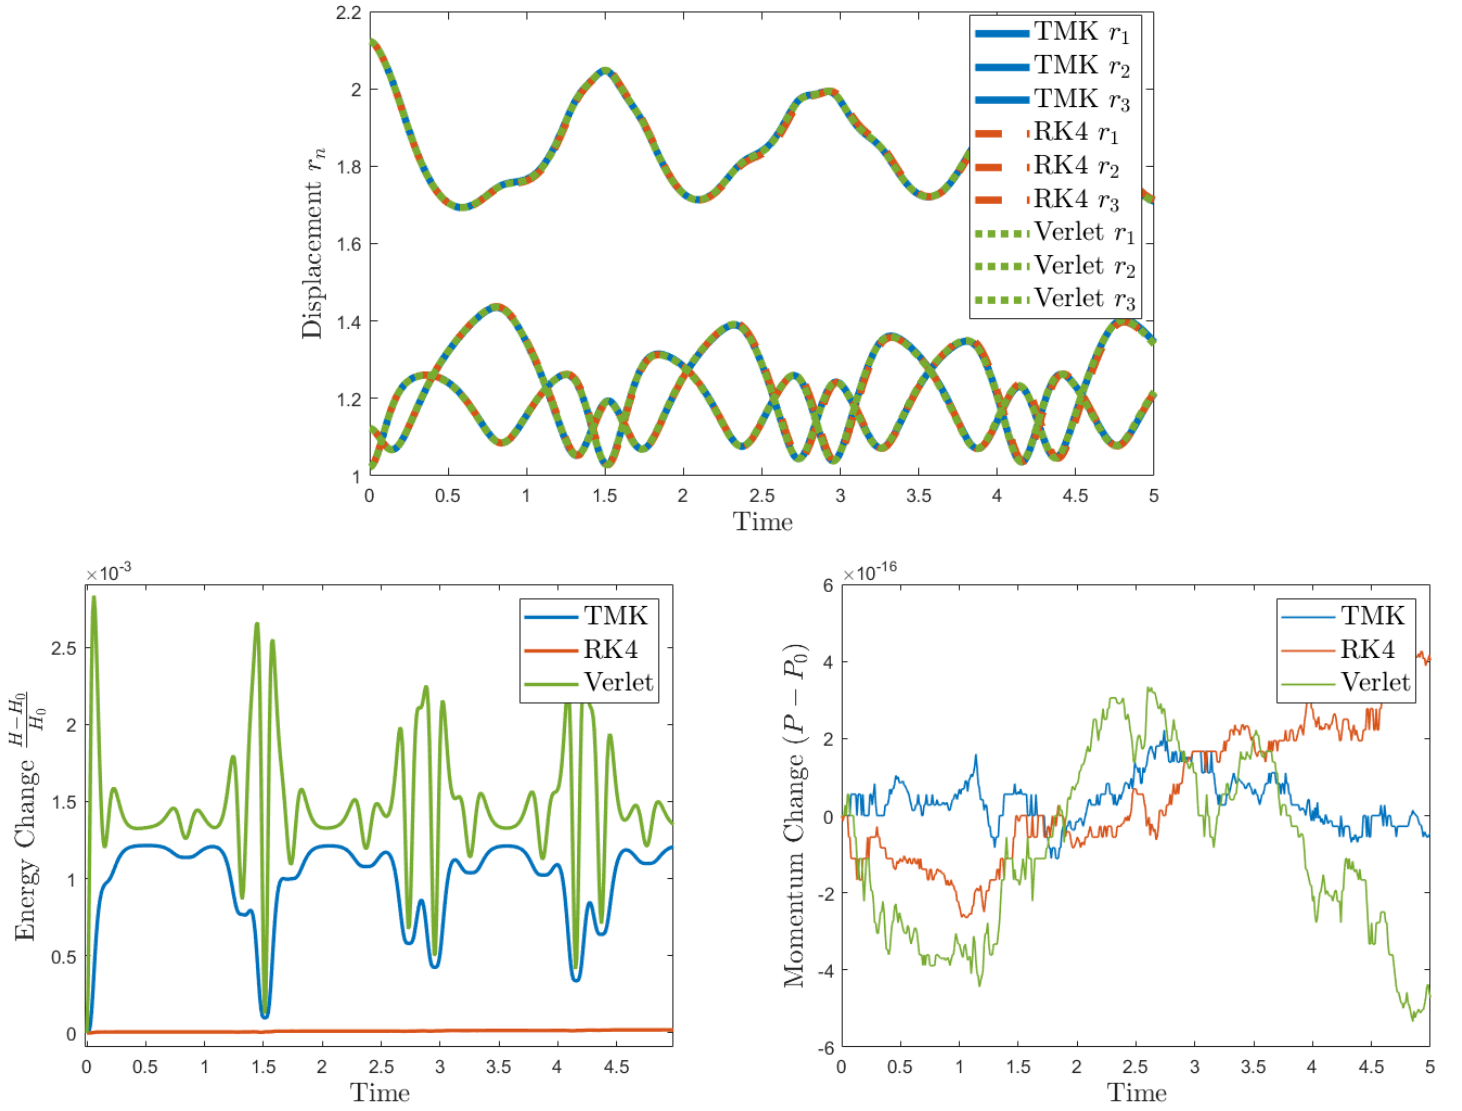 2.2
2
1.8
1.6
1.4
1.2
1
Displacement rₙ
0 0.5 1 1.5 2 2.5 3 3.5 4 4.5 5
Time
TMK r₁
TMK r₂
TMK r₃
RK4 r₁
RK4 r₂
RK4 r₃
Verlet r₁
Verlet r₂
Verlet r₃
×10⁻³
2.5
2
1.5
1
0.5
0
Energy Change (H−H₀)/H₀
0 0.5 1 1.5 2 2.5 3 3.5 4 4.5
Time
TMK
RK4
Verlet
×10⁻¹⁶
6
4
2
0
-2
-4
-6
Momentum Change (P − P₀)
0 0.5 1 1.5 2 2.5 3 3.5 4 4.5 5
Time
TMK
RK4
Verlet